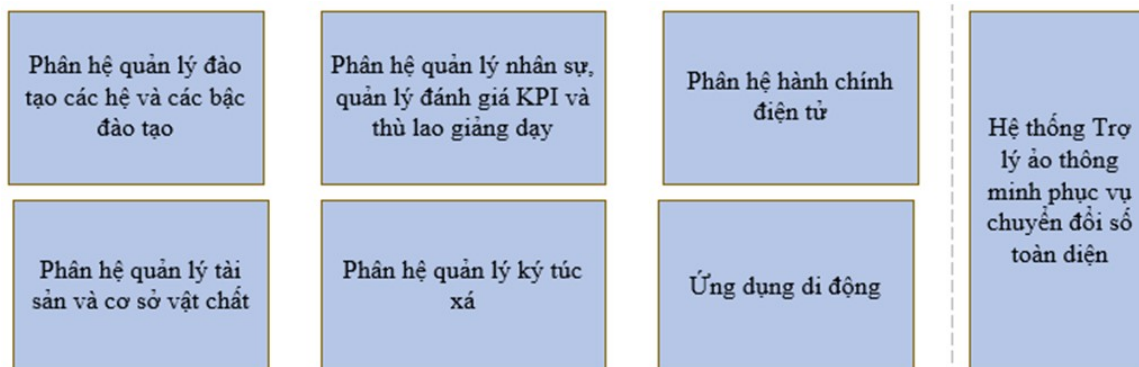 Phân hệ quản lý đào
tạo các hệ và các bậc
đào tạo
Phân hệ quản lý nhân sự,
quản lý đánh giá KPI và
thù lao giảng dạy
Phân hệ hành chính
điện tử
Phân hệ quản lý tài
sản và cơ sở vật chất
Phân hệ quản lý ký túc
xá
Ứng dụng di động
Hệ thống Trợ
lý ảo thông
minh phục vụ
chuyển đổi số
toàn diện